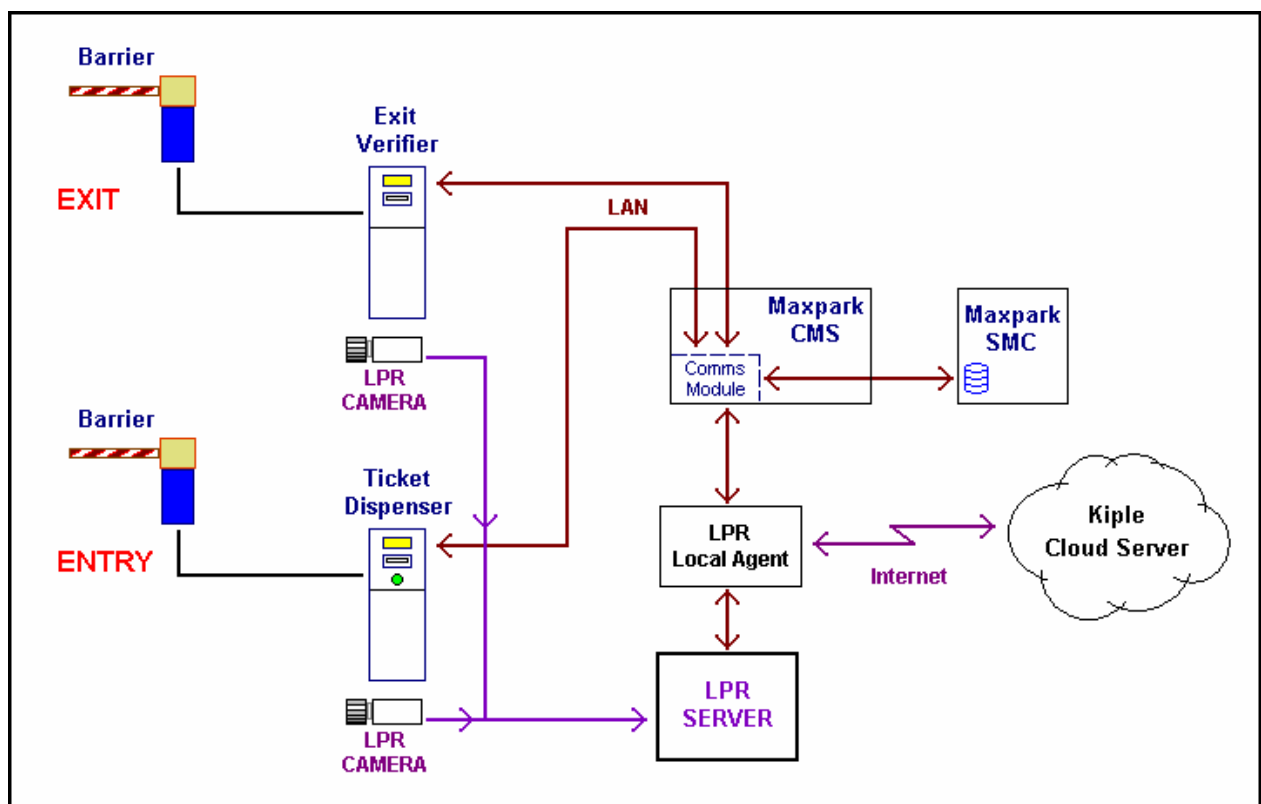 Barrier
EXIT
Exit
Verifier
LAN
Maxpark
CMS
Comms
Module
Maxpark
SMC
LPR
CAMERA
Barrier
ENTRY
Ticket
Dispenser
LPR
Local Agent
Internet
Kiple
Cloud Server
LPR
SERVER
LPR
CAMERA